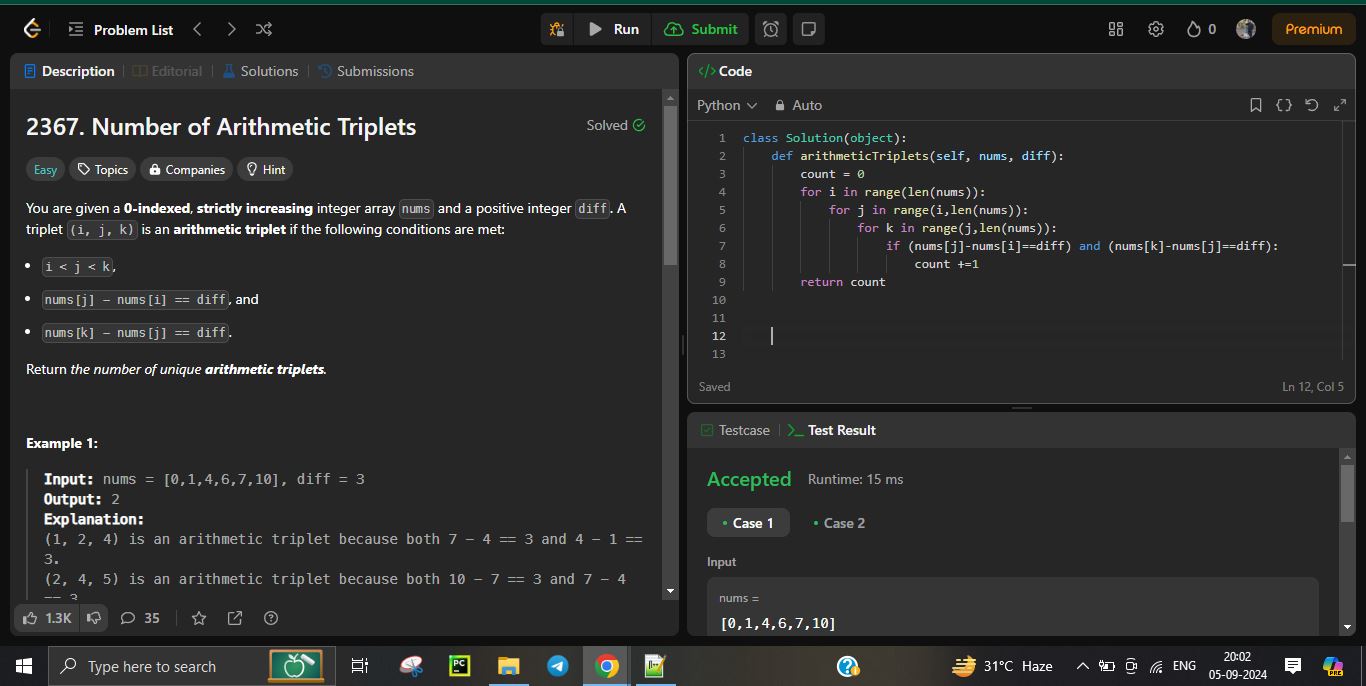 Problem List
Run
Submit
0
Premium
Description
Editorial
Solutions
Submissions
2367. Number of Arithmetic Triplets
Solved
Easy
Topics
Companies
Hint
You are given a 0-indexed, strictly increasing integer array nums and a positive integer diff. A
triplet (i, j, k) is an arithmetic triplet if the following conditions are met:
• i < j < k,
• nums[j] - nums[i] == diff, and
• nums[k] - nums[j] == diff.
Return the number of unique arithmetic triplets.
Example 1:
Input: nums = [0,1,4,6,7,10], diff = 3
Output: 2
Explanation:
(1, 2, 4) is an arithmetic triplet because both 7 - 4 == 3 and 4 - 1 ==
3.
(2, 4, 5) is an arithmetic triplet because both 10 - 7 == 3 and 7 - 4
== 3
1.3K
35
</> Code
Python
Auto
1 class Solution(object):
2 def arithmeticTriplets(self, nums, diff):
3 count = 0
4 for i in range(len(nums)):
5 for j in range(i,len(nums)):
6 for k in range(j,len(nums)):
7 if (nums[j]-nums[i]==diff) and (nums[k]-nums[j]==diff):
8 count +=1
9 return count
10
11
12
13
Saved
Ln 12, Col 5
Testcase
>_ Test Result
Accepted
Runtime: 15 ms
• Case 1
• Case 2
Input
nums =
[0,1,4,6,7,10]
Type here to search
PC
31°C Haze
ENG
20:02
05-09-2024
PRE